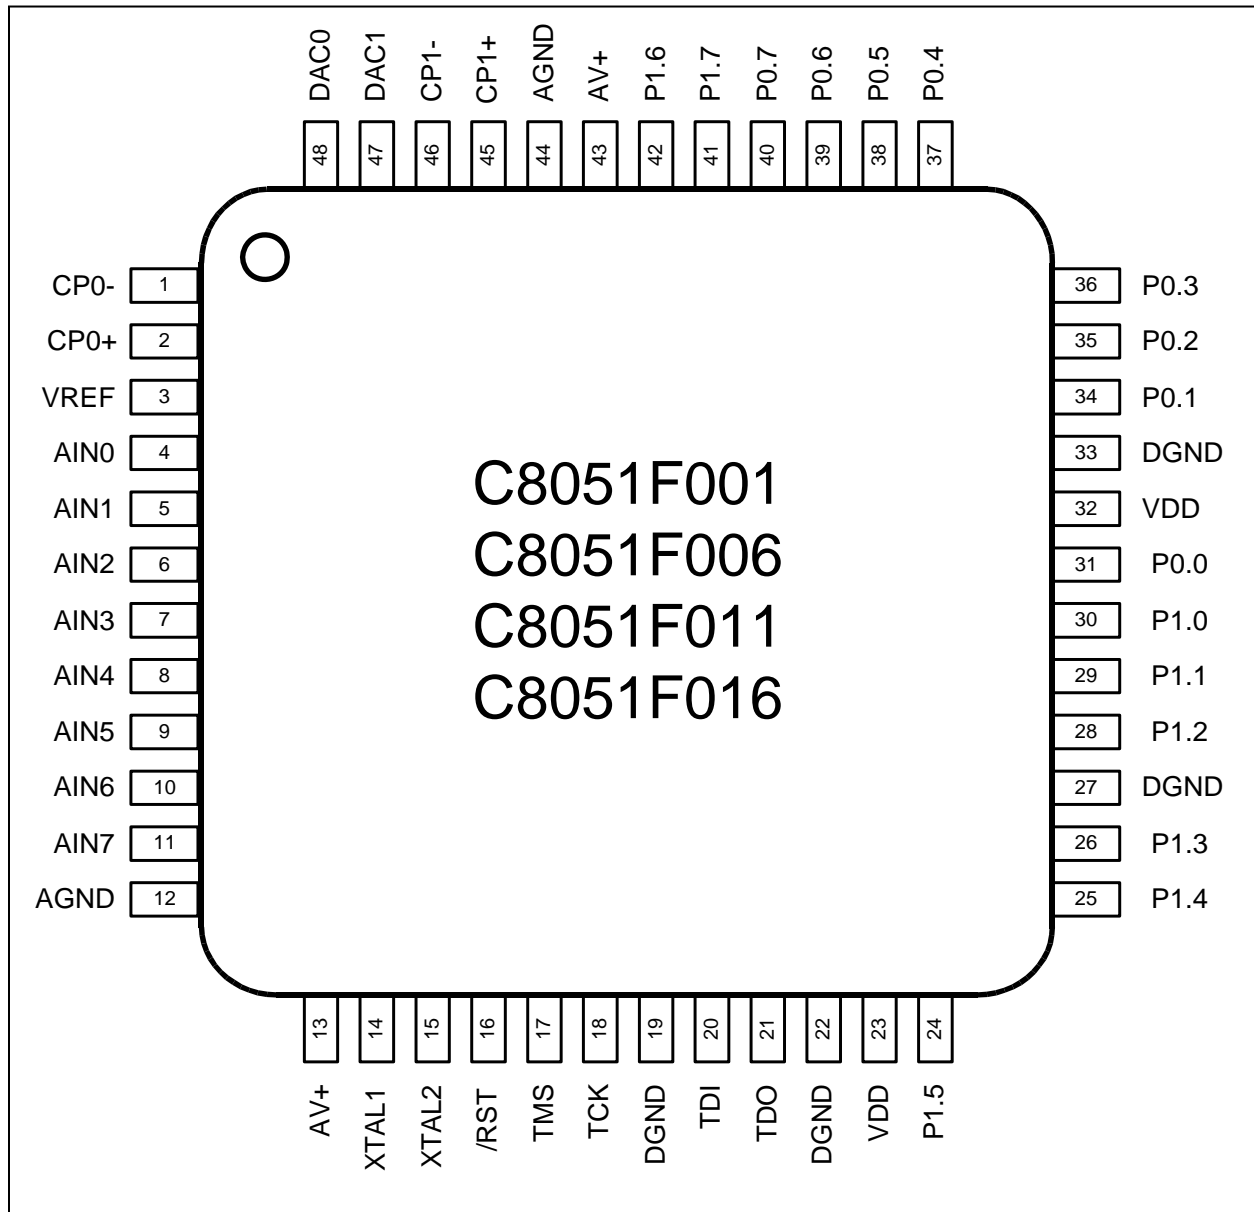 DAC0 DAC1 CP1- CP1+ AGND AV+ P1.6 P1.7 P0.7 P0.6 P0.5 P0.4
48 47 46 45 44 43 42 41 40 39 38 37
CP0- 1 36 P0.3
CP0+ 2 35 P0.2
VREF 3 34 P0.1
AIN0 4 33 DGND
AIN1 5 32 VDD
AIN2 6 31 P0.0
AIN3 7 30 P1.0
AIN4 8 29 P1.1
AIN5 9 28 P1.2
AIN6 10 27 DGND
AIN7 11 26 P1.3
AGND 12 25 P1.4
C8051F001
C8051F006
C8051F011
C8051F016
13 14 15 16 17 18 19 20 21 22 23 24
AV+ XTAL1 XTAL2 /RST TMS TCK DGND TDI TDO DGND VDD P1.5